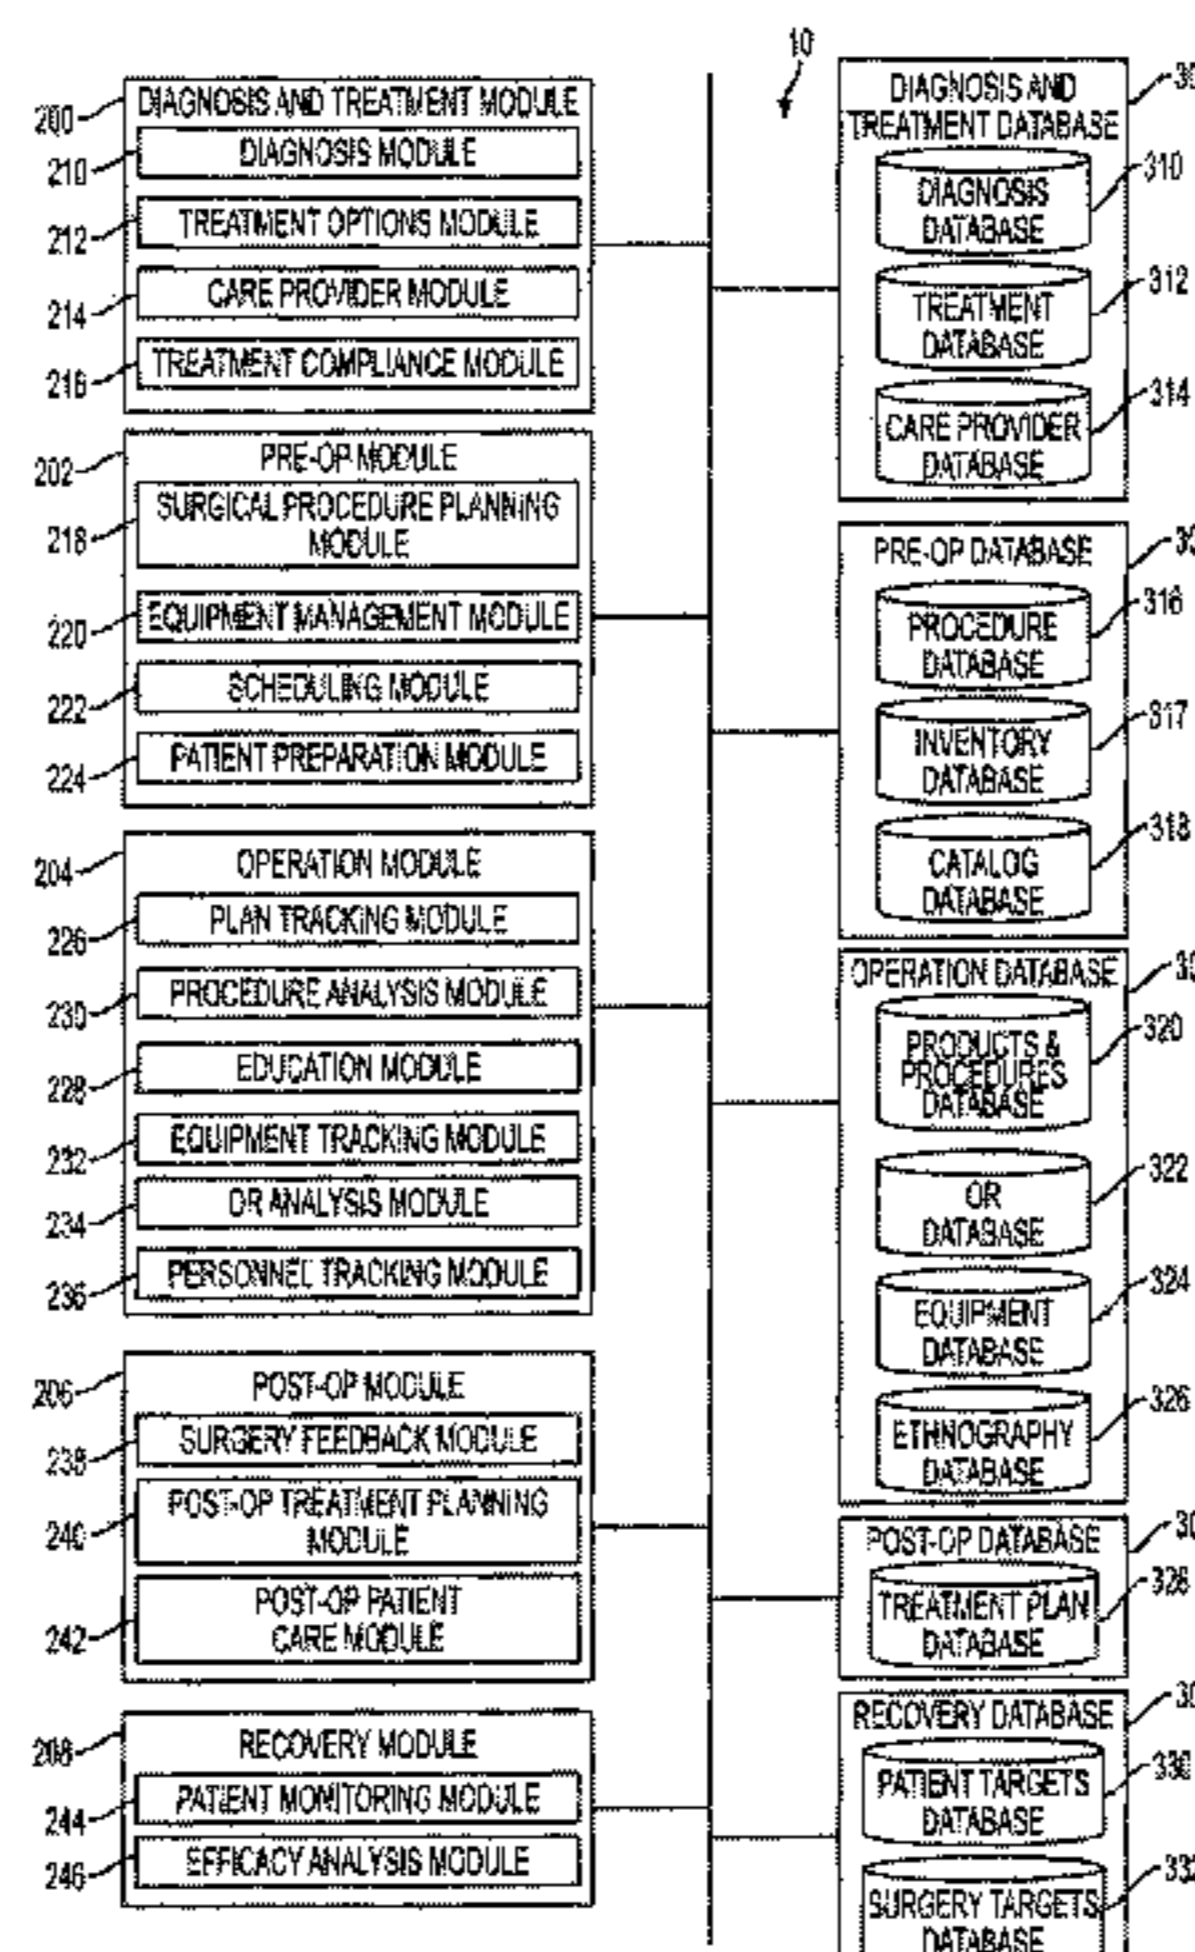 10
200
DIAGNOSIS AND TREATMENT MODULE
210
DIAGNOSIS MODULE
212
TREATMENT OPTIONS MODULE
214
CARE PROVIDER MODULE
216
TREATMENT COMPLIANCE MODULE
202
PRE-OP MODULE
218
SURGICAL PROCEDURE PLANNING
MODULE
220
EQUIPMENT MANAGEMENT MODULE
222
SCHEDULING MODULE
224
PATIENT PREPARATION MODULE
204
OPERATION MODULE
226
PLAN TRACKING MODULE
230
PROCEDURE ANALYSIS MODULE
228
EDUCATION MODULE
232
EQUIPMENT TRACKING MODULE
234
OR ANALYSIS MODULE
236
PERSONNEL TRACKING MODULE
206
POST-OP MODULE
238
SURGERY FEEDBACK MODULE
240
POST-OP TREATMENT PLANNING
MODULE
242
POST-OP PATIENT
CARE MODULE
208
RECOVERY MODULE
244
PATIENT MONITORING MODULE
246
EFFICACY ANALYSIS MODULE
DIAGNOSIS AND
TREATMENT DATABASE
310
DIAGNOSIS
DATABASE
312
TREATMENT
DATABASE
314
CARE PROVIDER
DATABASE
PRE-OP DATABASE
316
PROCEDURE
DATABASE
317
INVENTORY
DATABASE
318
CATALOG
DATABASE
OPERATION DATABASE
320
PRODUCTS &
PROCEDURES
DATABASE
322
OR
DATABASE
324
EQUIPMENT
DATABASE
326
ETHNOGRAPHY
DATABASE
POST-OP DATABASE
328
TREATMENT PLAN
DATABASE
RECOVERY DATABASE
330
PATIENT TARGETS
DATABASE
332
SURGERY TARGETS
DATABASE